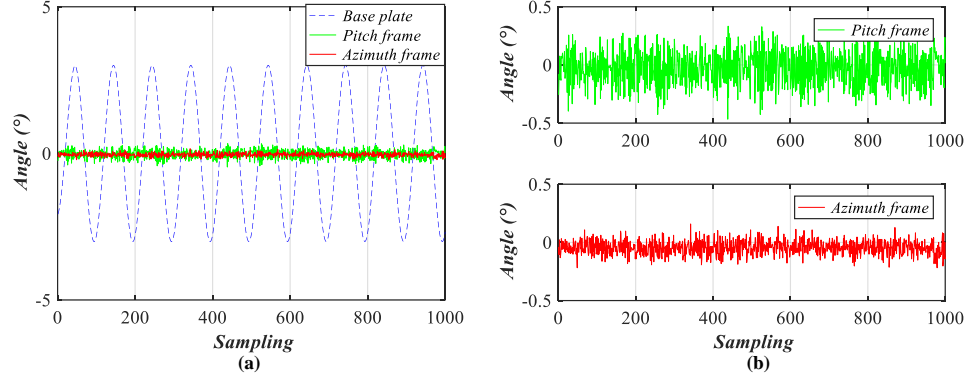 5
0
-5
Angle (°)
Base plate
Pitch frame
Azimuth frame
0 200 400 600 800 1000
Sampling
(a)
0.5
0
-0.5
Angle (°)
Pitch frame
0 200 400 600 800 1000
0.5
0
-0.5
Angle (°)
Azimuth frame
0 200 400 600 800 1000
Sampling
(b)